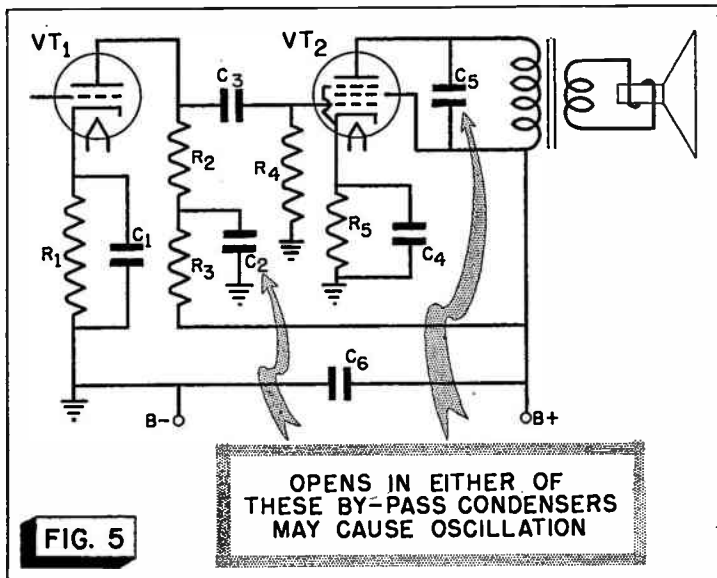 VT1
VT2
C3
C5
R2
R4
R1
C1
R3
C2
R5
C4
C6
B-
B+
OPENS IN EITHER OF
THESE BY-PASS CONDENSERS
MAY CAUSE OSCILLATION
FIG. 5